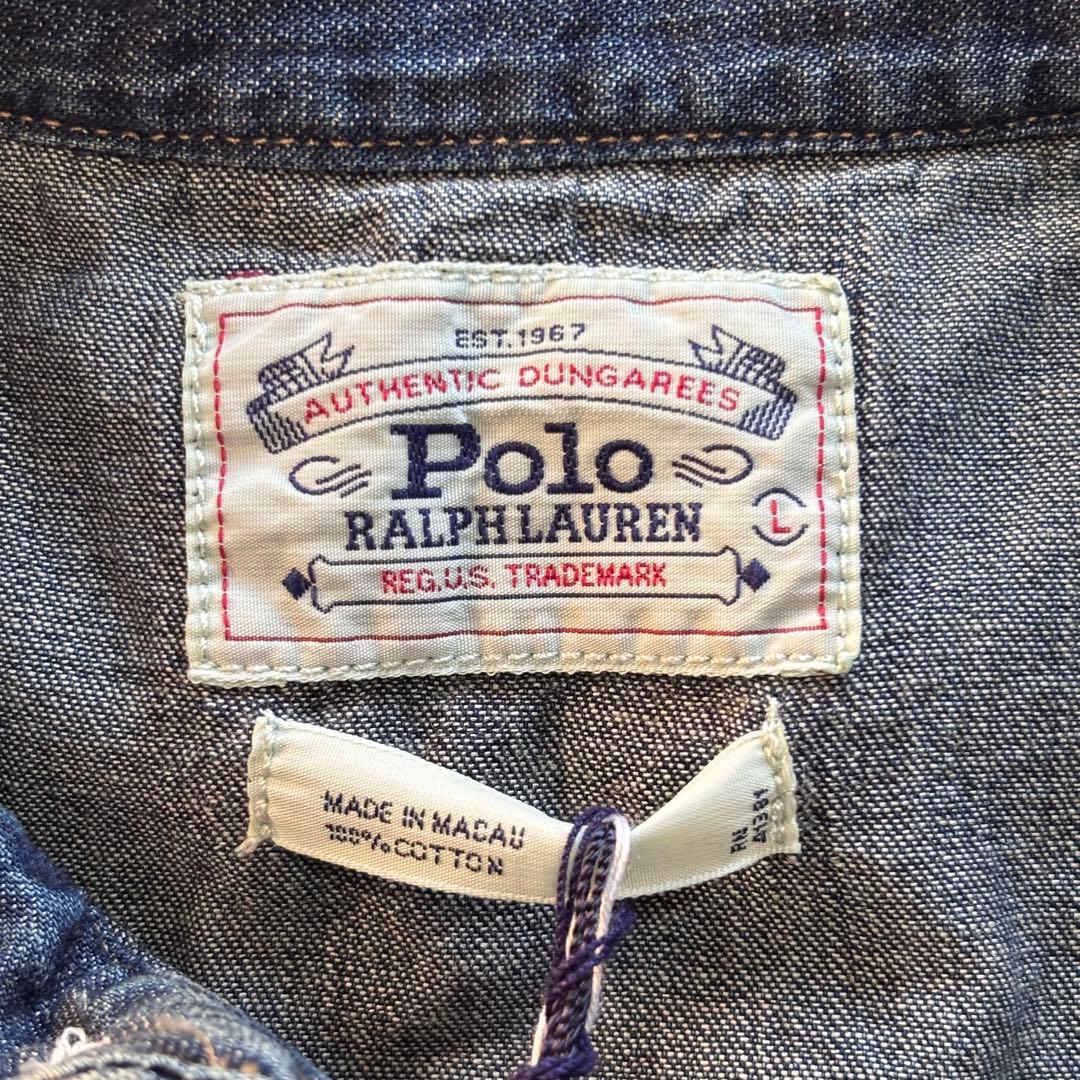 EST. 1967
AUTHENTIC DUNGAREES
Polo
RALPH LAUREN
L
REG. U.S. TRADEMARK
MADE IN MACAU
100% COTTON
RN
41381